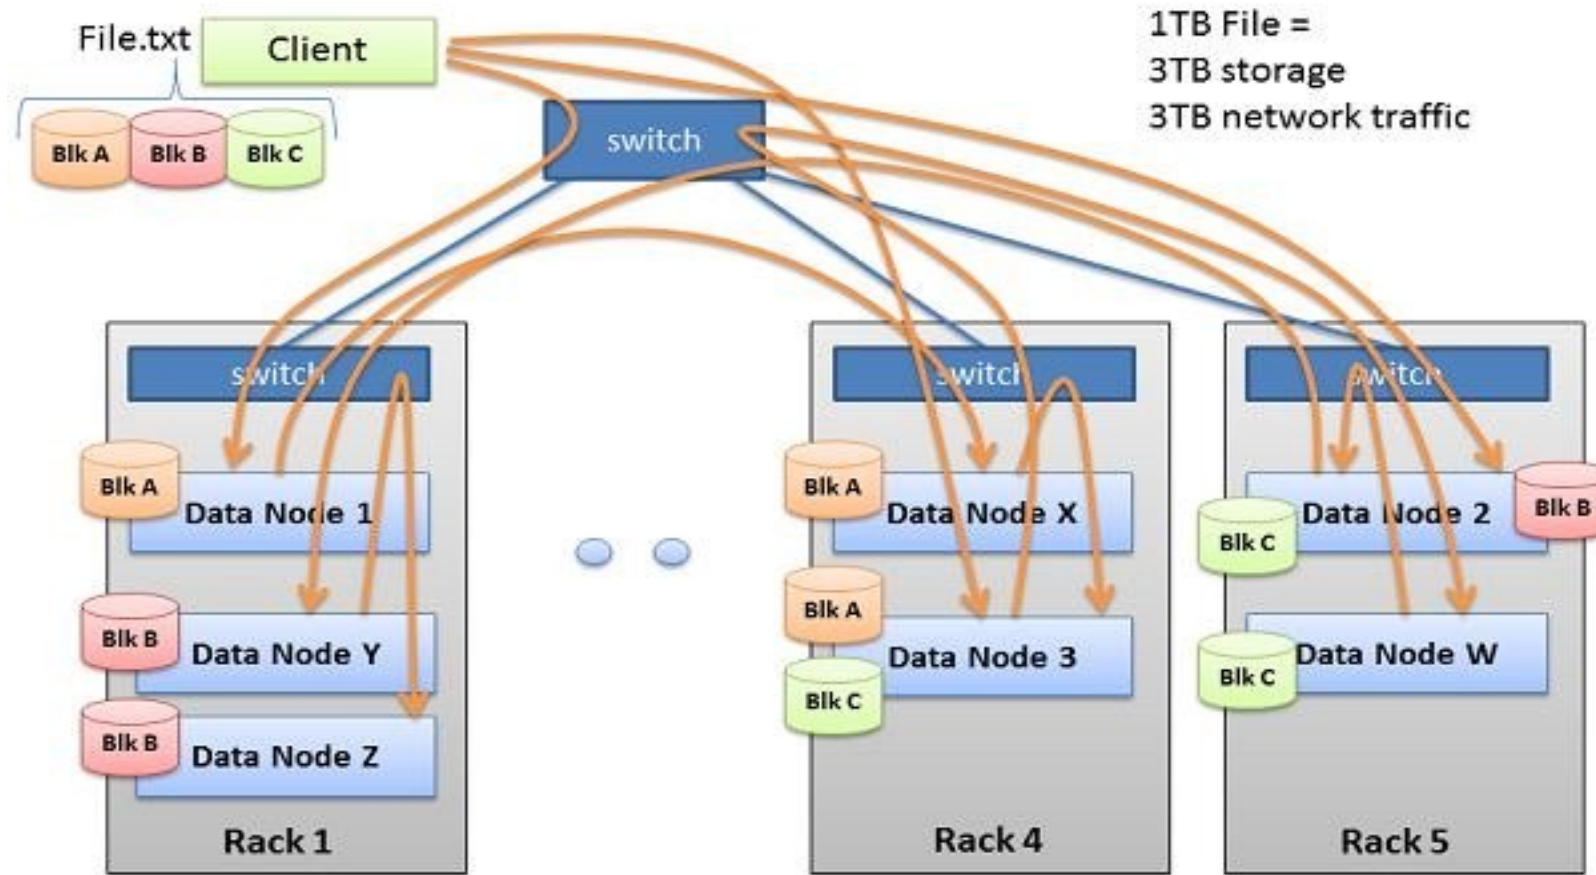 File.txt
Client
1TB File =
3TB storage
3TB network traffic
Blk A
Blk B
Blk C
switch
switch
Blk A
Data Node 1
Blk B
Data Node Y
Blk B
Data Node Z
Rack 1
switch
Blk A
Data Node X
Blk A
Data Node 3
Blk C
Rack 4
switch
Data Node 2
Blk B
Blk C
Data Node W
Blk C
Rack 5